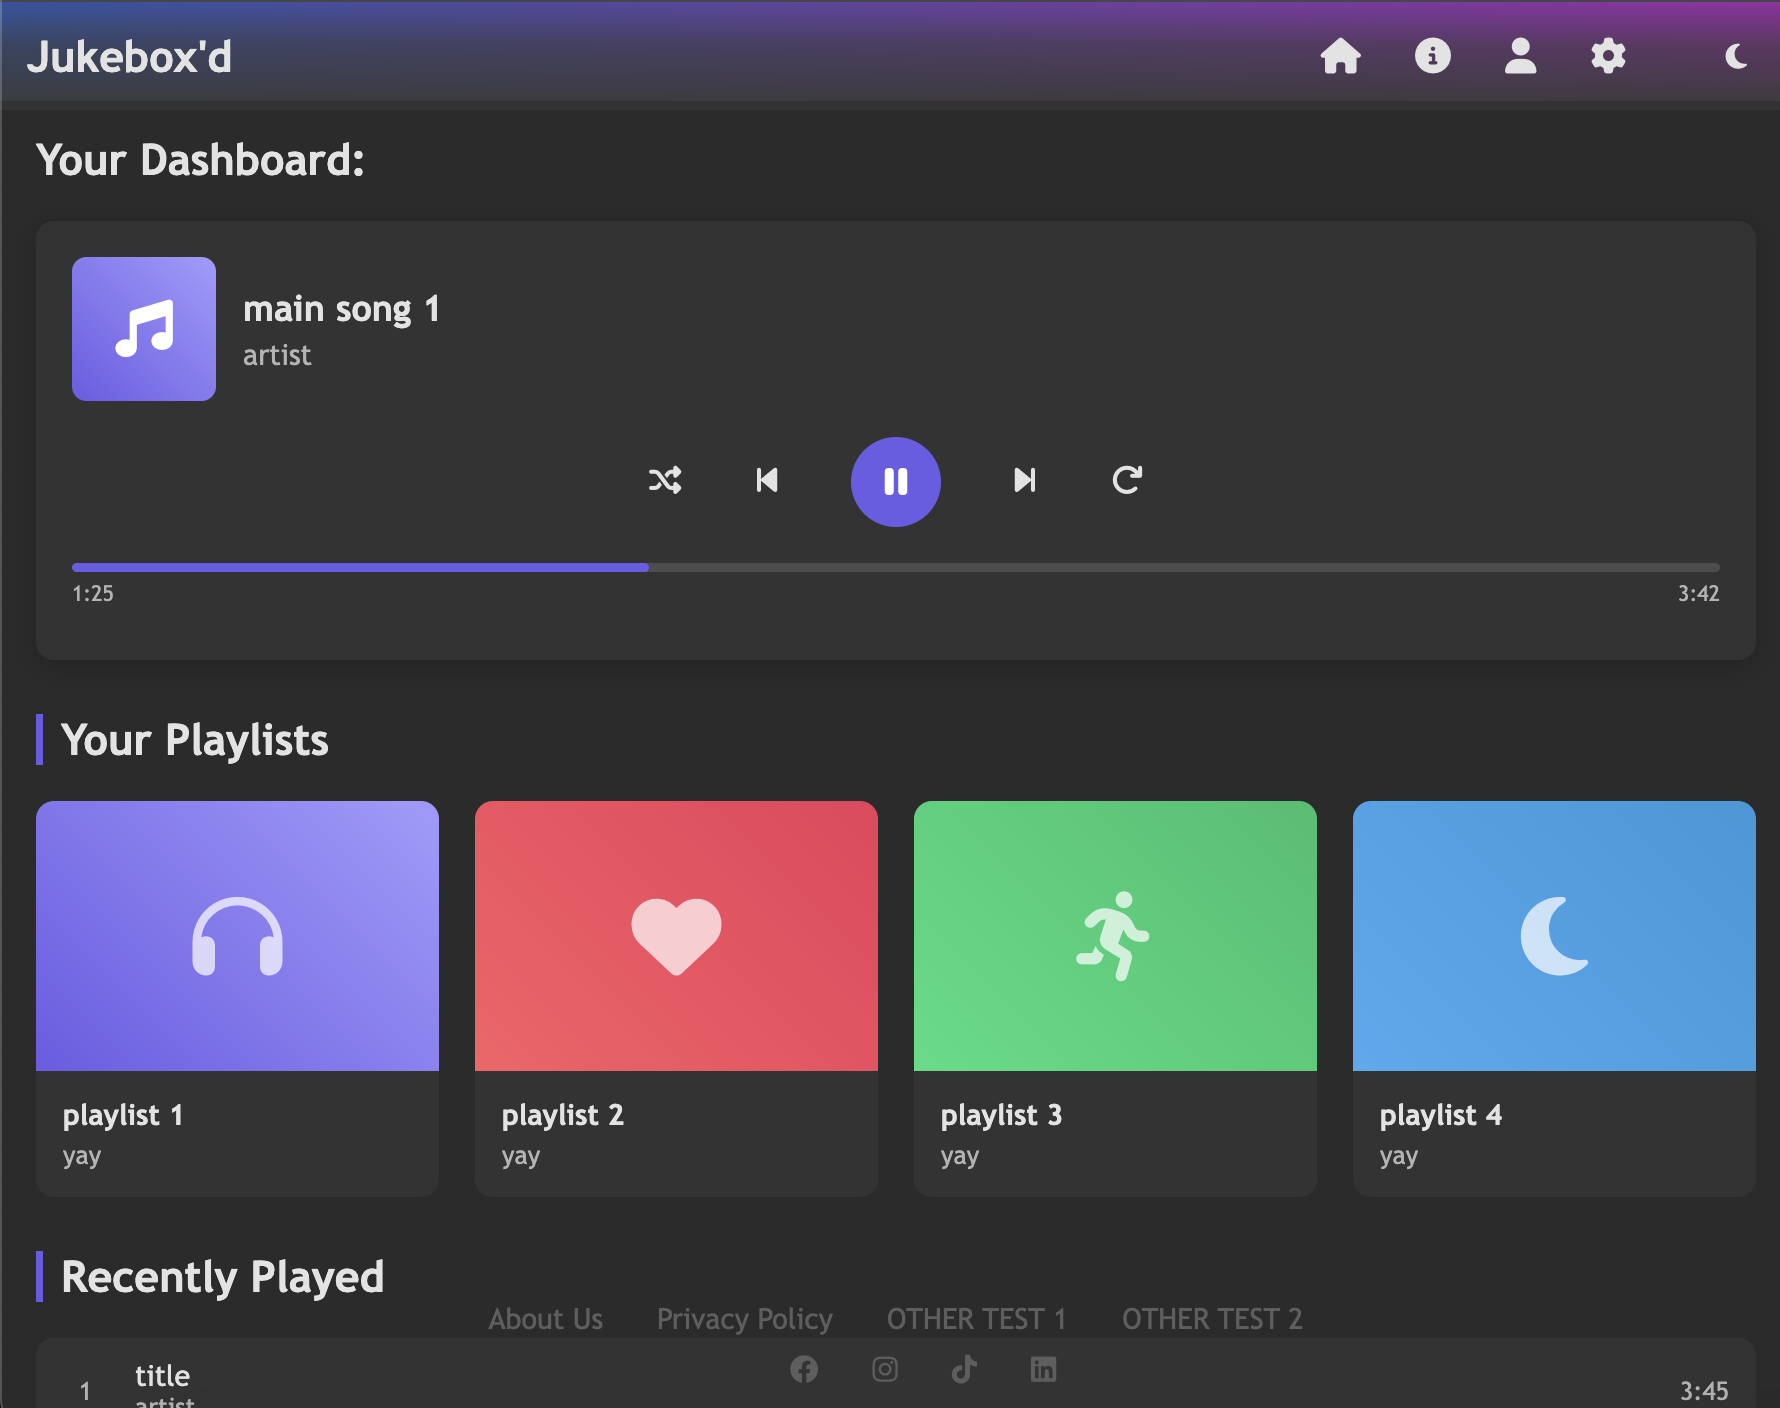 Jukebox'd
Your Dashboard:
main song 1
artist
1:25
3:42
Your Playlists
playlist 1
yay
playlist 2
yay
playlist 3
yay
playlist 4
yay
Recently Played
About Us
Privacy Policy
OTHER TEST 1
OTHER TEST 2
1
title
artist
3:45